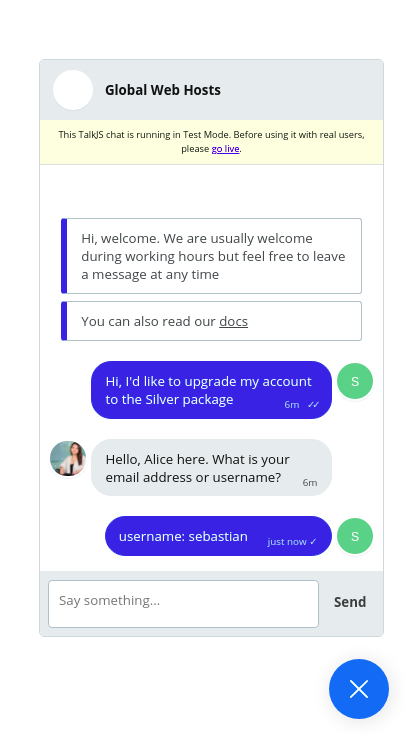 Global Web Hosts
This TalkJS chat is running in Test Mode. Before using it with real users,
please go live.
Hi, welcome. We are usually welcome
during working hours but feel free to leave
a message at any time
You can also read our docs
Hi, I'd like to upgrade my account
to the Silver package
6m
S
Hello, Alice here. What is your
email address or username?
6m
username: sebastian
just now
S
Say something...
Send